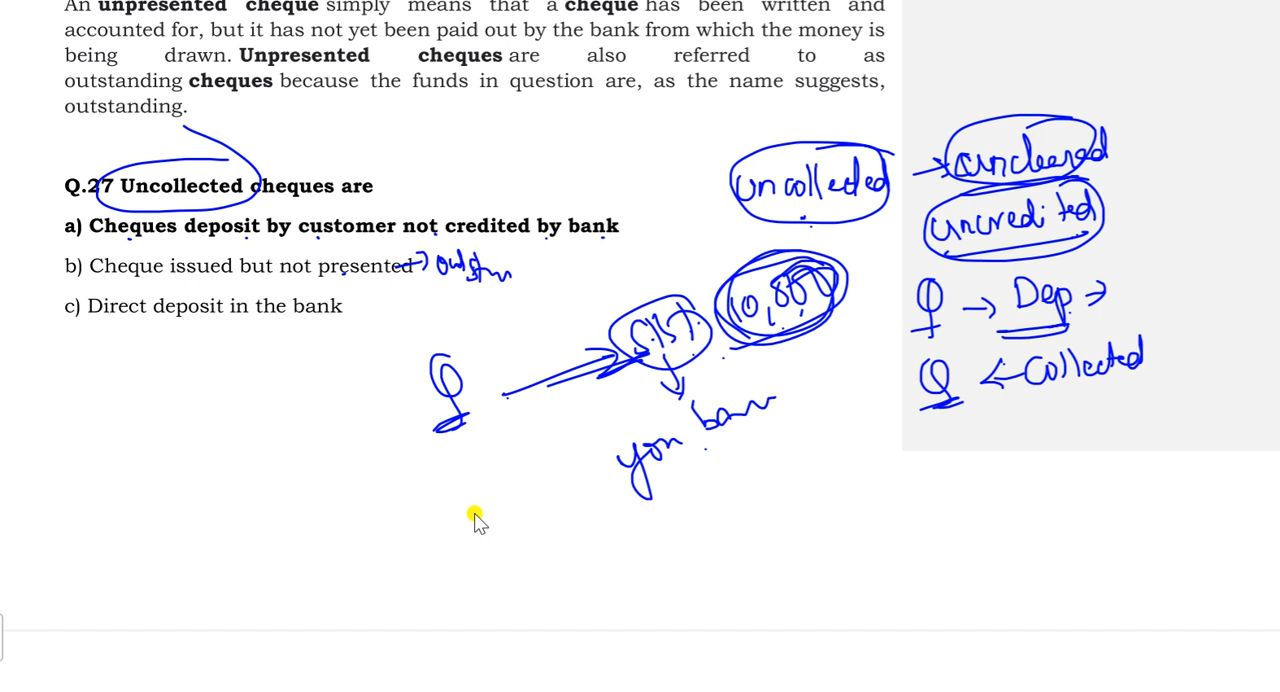 An unpresented cheque simply means that a cheque has been written and
accounted for, but it has not yet been paid out by the bank from which the money is
being drawn. Unpresented cheques are also referred to as
outstanding cheques because the funds in question are, as the name suggests,
outstanding.
Q.27 Uncollected cheques are
a) Cheques deposit by customer not credited by bank
b) Cheque issued but not presented
c) Direct deposit in the bank
uncollected → uncleared
uncredited
→ Dep →
← Collected
10,800
your bank